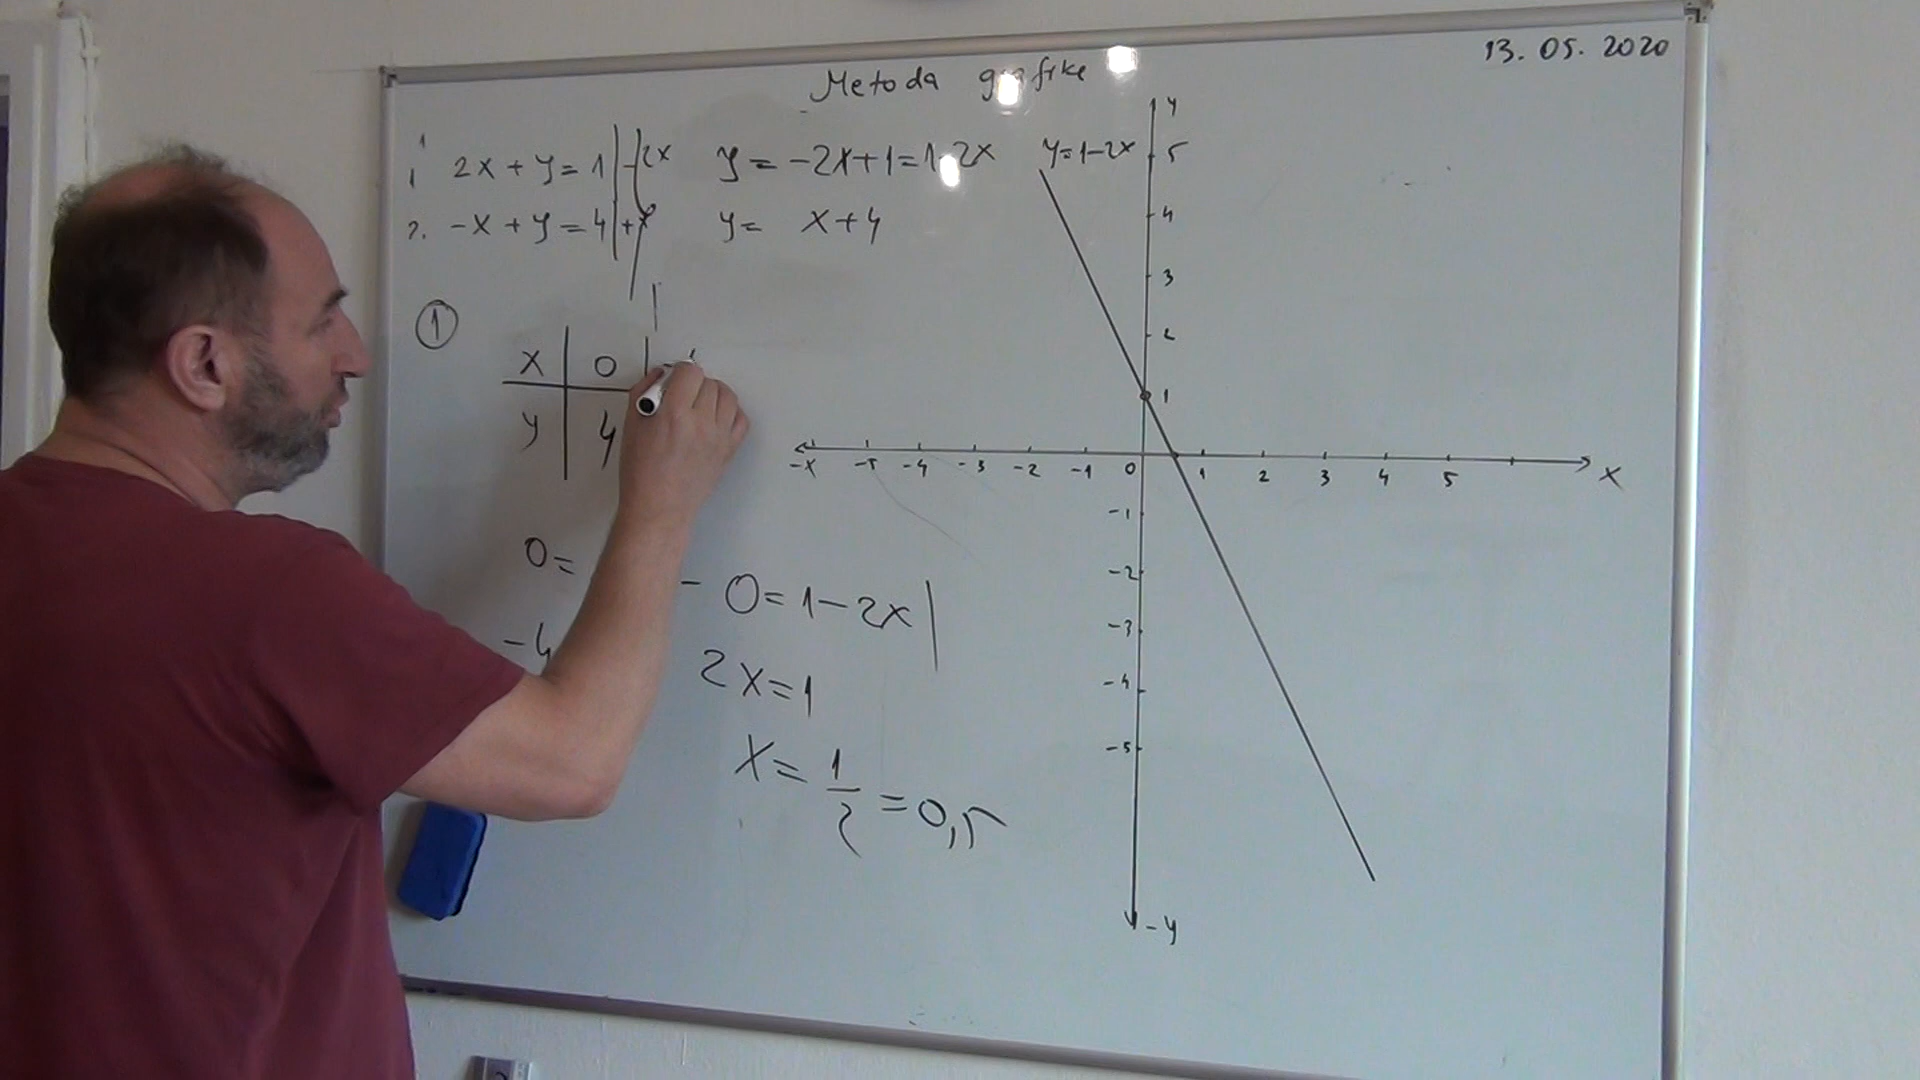 13. 05. 2020
Metoda grafike
1. 2x + y = 1 | -2x y = -2x+1 = 1-2x
2. -x + y = 4 | +x y = x+4
①
x | 0 | -4
y | 4
0 =
-4
0 = 1-2x |
2x = 1
x = 1/2 = 0,5
y=1-2x
y
5
4
3
2
1
-x -5 -4 -3 -2 -1 0 1 2 3 4 5 x
-1
-2
-3
-4
-5
-y